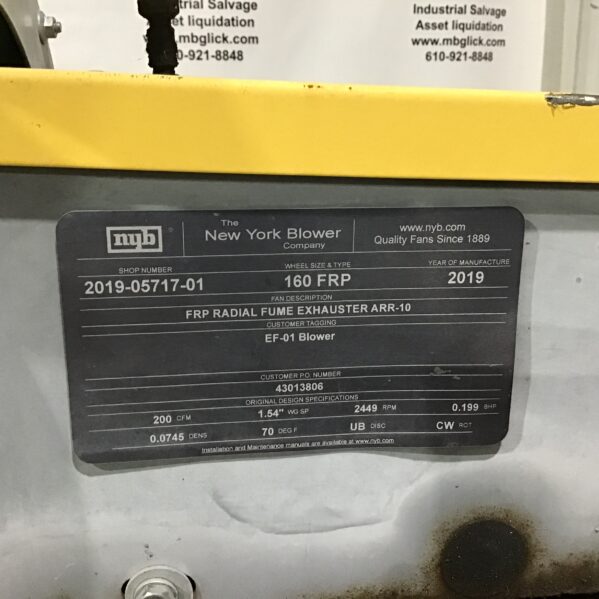 Industrial Salvage
Asset liquidation
www.mbglick.com
610-921-8848
Industrial Salvage
Asset liquidation
www.mbglick.com
610-921-8848
nyb
The
New York Blower
Company
www.nyb.com
Quality Fans Since 1889
SHOP NUMBER
2019-05717-01
WHEEL SIZE & TYPE
160 FRP
YEAR OF MANUFACTURE
2019
FAN DESCRIPTION
FRP RADIAL FUME EXHAUSTER ARR-10
CUSTOMER TAGGING
EF-01 Blower
CUSTOMER P.O. NUMBER
43013806
ORIGINAL DESIGN SPECIFICATIONS
200 CFM 1.54" WG SP 2449 RPM 0.199 BHP
0.0745 DENS 70 DEG F UB DISC CW ROT
Installation and Maintenance manuals are available at www.nyb.com